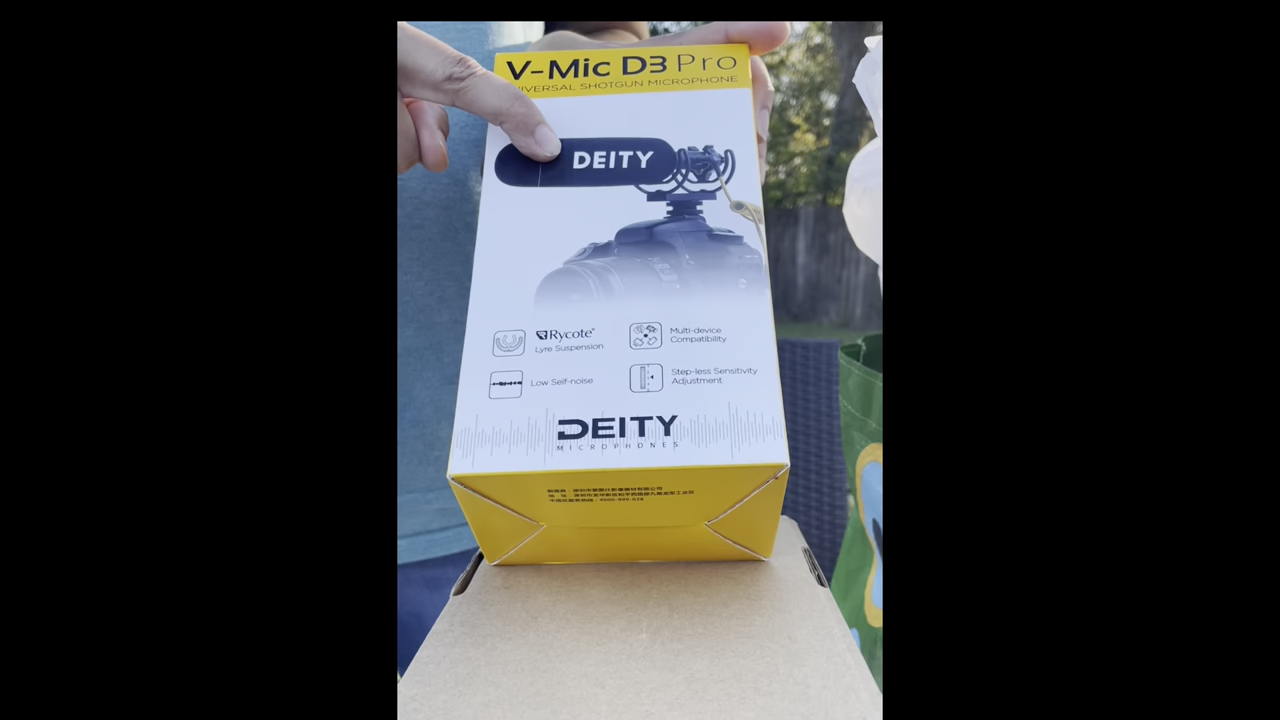 V-Mic D3 Pro
IVERSAL SHOTGUN MICROPHONE
DEITY
Rycote®
Lyre Suspension
Multi-device
Compatibility
Low Self-noise
Step-less Sensitivity
Adjustment
DEITY
MICROPHONES